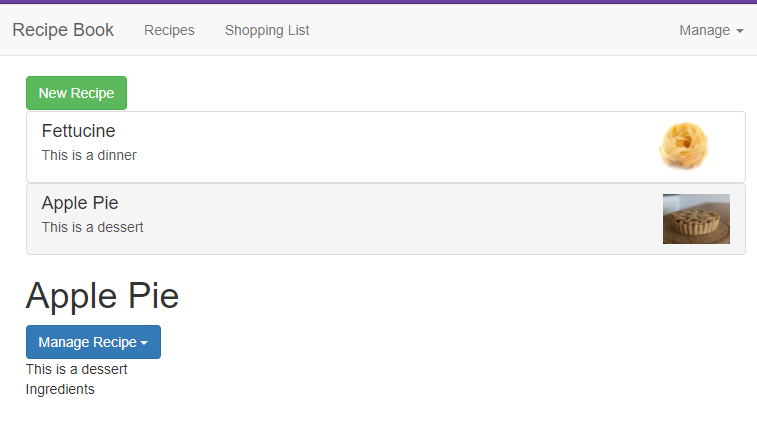 Recipe Book Recipes Shopping List Manage
New Recipe
Fettucine
This is a dinner
Apple Pie
This is a dessert
Apple Pie
Manage Recipe
This is a dessert
Ingredients